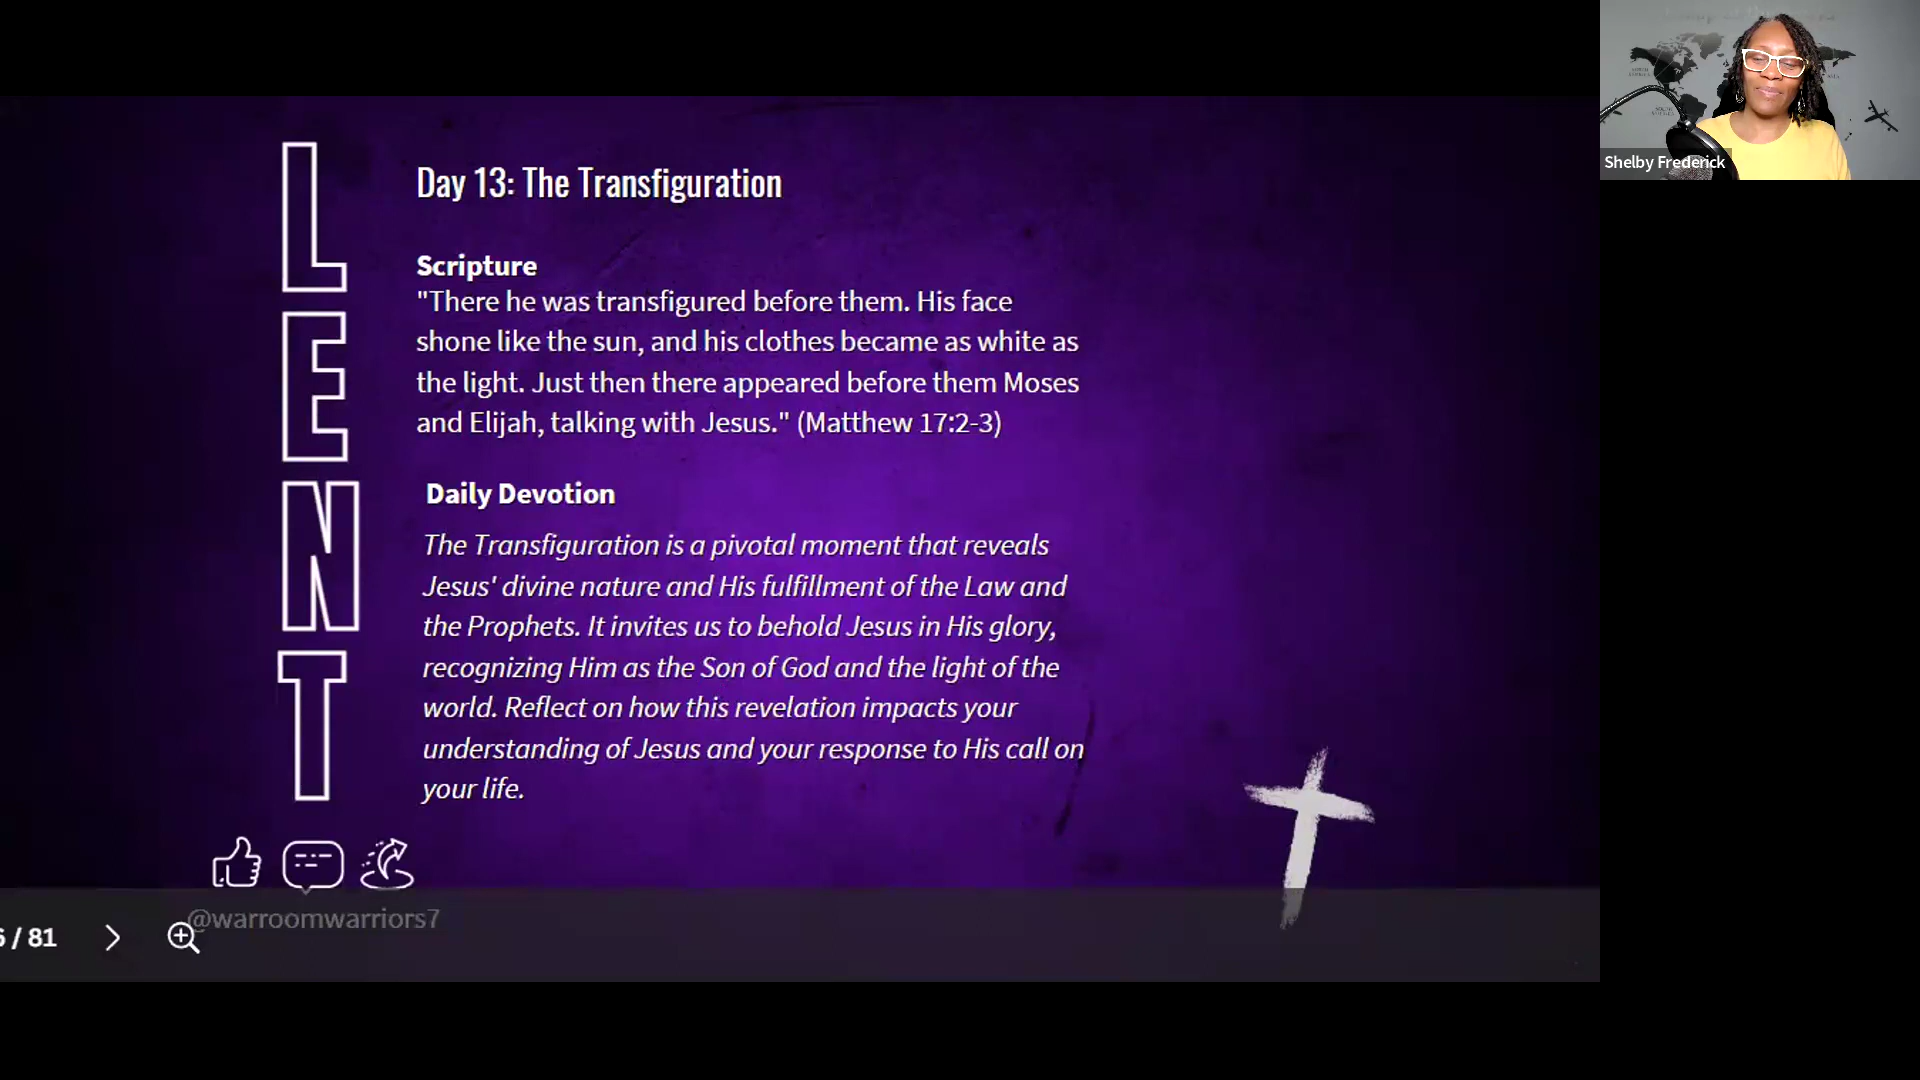 LENT
Day 13: The Transfiguration
Scripture
"There he was transfigured before them. His face
shone like the sun, and his clothes became as white as
the light. Just then there appeared before them Moses
and Elijah, talking with Jesus." (Matthew 17:2-3)
Daily Devotion
The Transfiguration is a pivotal moment that reveals
Jesus' divine nature and His fulfillment of the Law and
the Prophets. It invites us to behold Jesus in His glory,
recognizing Him as the Son of God and the light of the
world. Reflect on how this revelation impacts your
understanding of Jesus and your response to His call on
your life.
@warroomwarriors7
6 / 81
Shelby Frederick